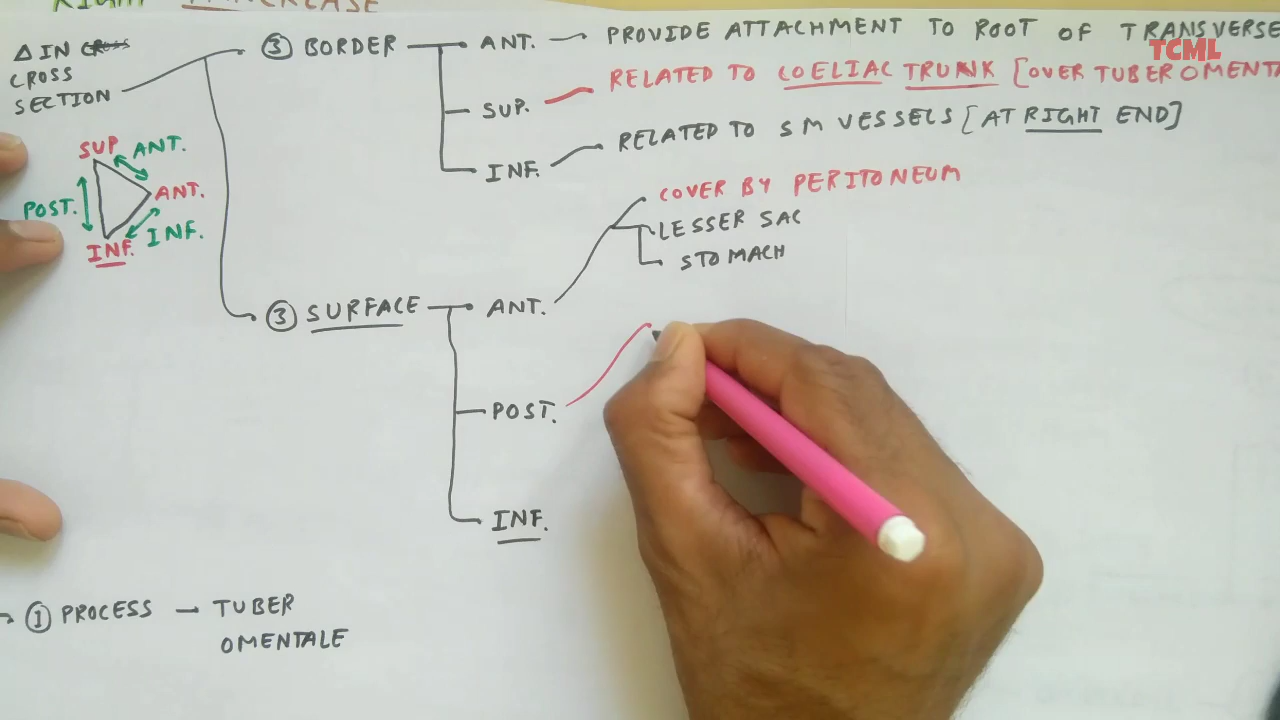 △ IN CROSS
CROSS
SECTION
③ BORDER
ANT. → PROVIDE ATTACHMENT TO ROOT OF TRANSVERSE
TCML
SUP. RELATED TO COELIAC TRUNK [OVER TUBER OMENTA
INF. RELATED TO SM VESSELS [AT RIGHT END]
SUP ANT.
POST. ANT.
INF. INF.
③ SURFACE
ANT.
COVER BY PERITONEUM
LESSER SAC
STOMACH
POST.
INF.
① PROCESS — TUBER
OMENTALE